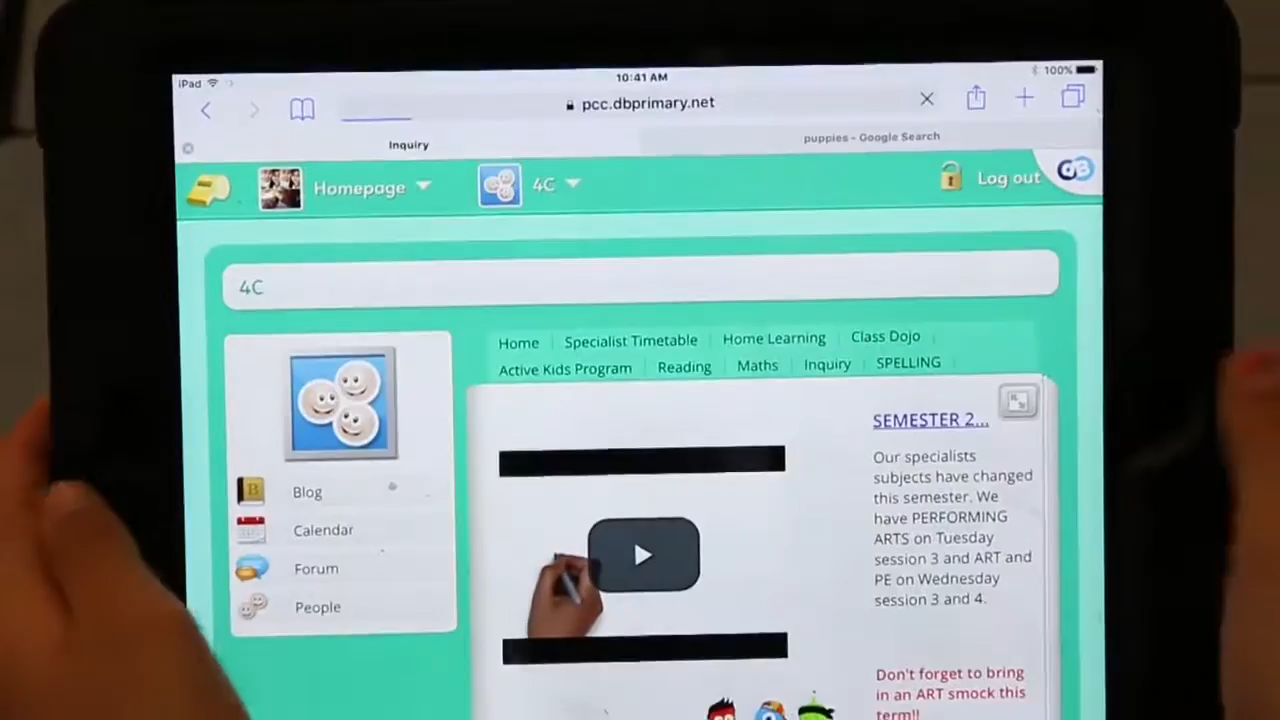 iPad
10:41 AM
100%
pcc.dbprimary.net
Inquiry
puppies - Google Search
Homepage
4C
Log out
DB
4C
Home
Specialist Timetable
Home Learning
Class Dojo
Active Kids Program
Reading
Maths
Inquiry
SPELLING
B
Blog
Calendar
Forum
People
SEMESTER 2...
Our specialists
subjects have changed
this semester. We
have PERFORMING
ARTS on Tuesday
session 3 and ART and
PE on Wednesday
session 3 and 4.
Don't forget to bring
in an ART smock this
term!!